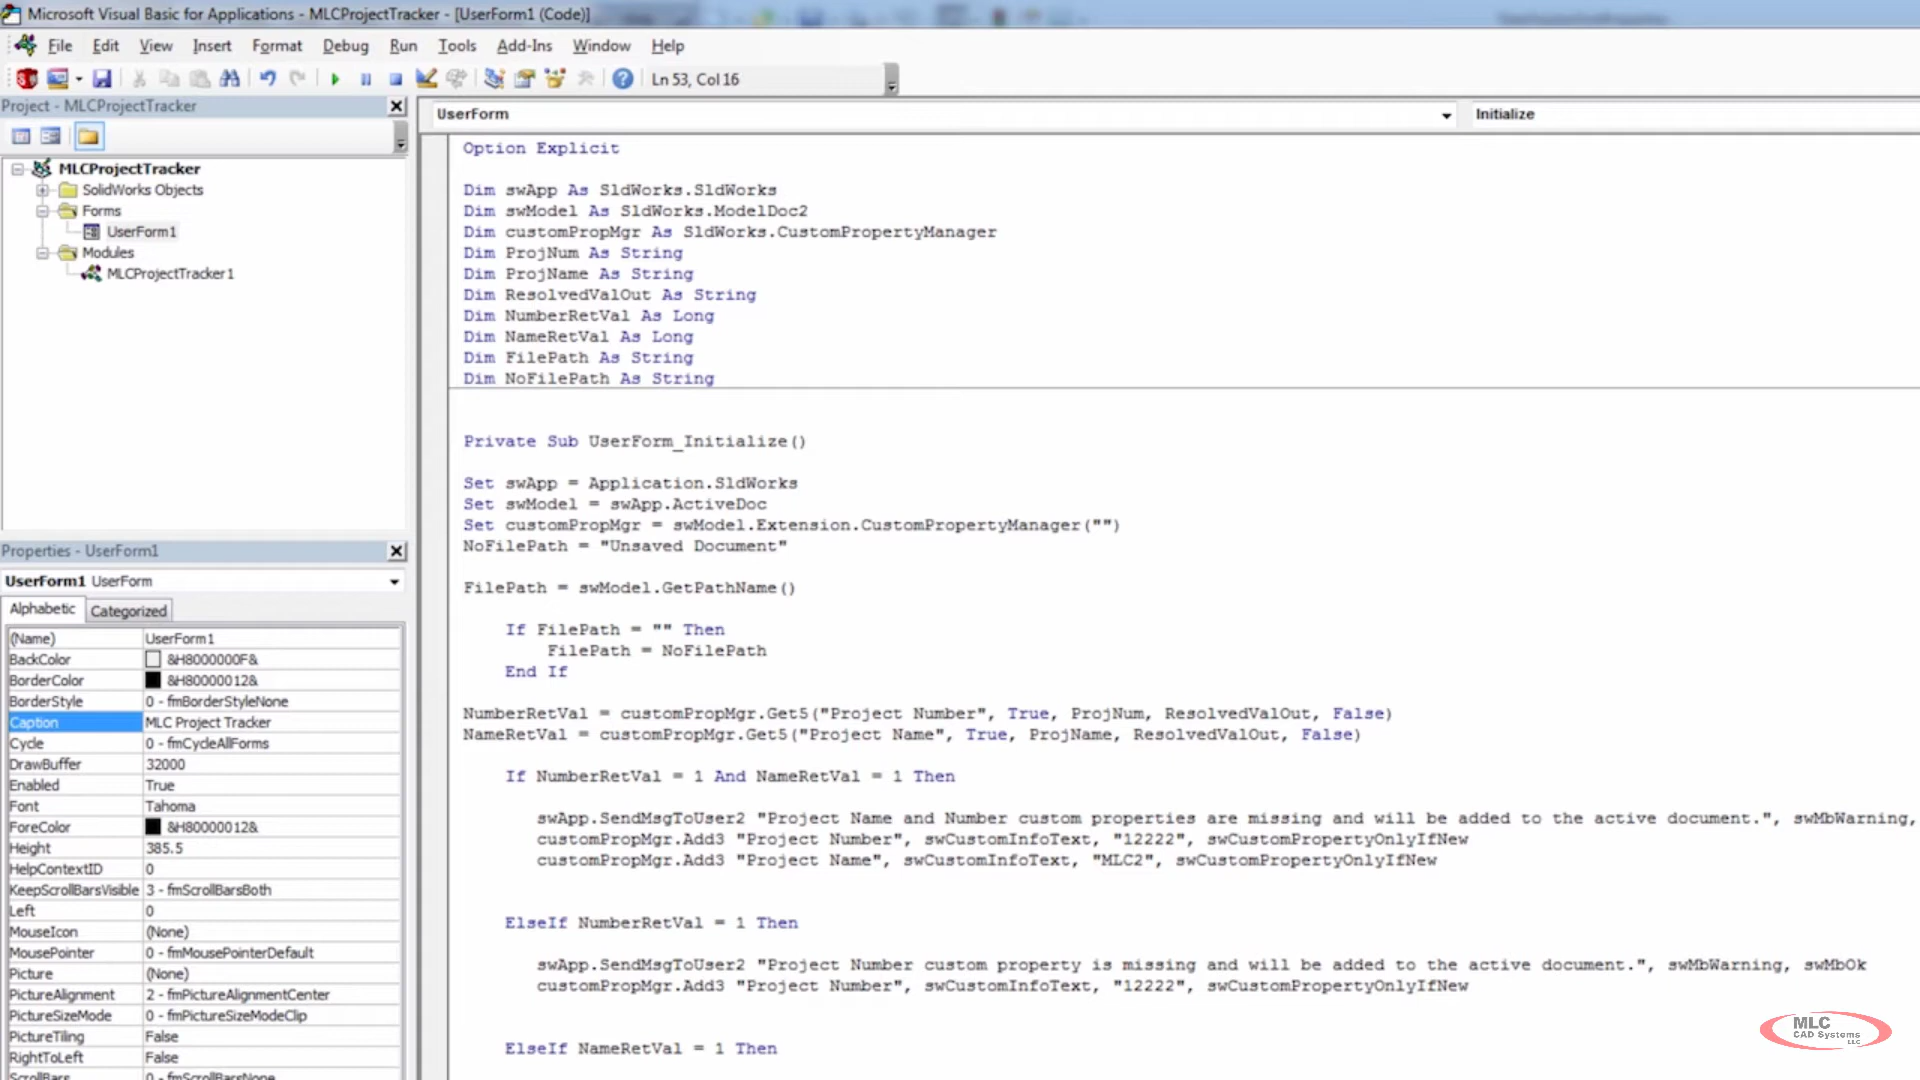 Microsoft Visual Basic for Applications - MLCProjectTracker - [UserForm1 (Code)]
File Edit View Insert Format Debug Run Tools Add-Ins Window Help
Ln 53, Col 16
Project - MLCProjectTracker
MLCProjectTracker
SolidWorks Objects
Forms
UserForm1
Modules
MLCProjectTracker1
Properties - UserForm1
UserForm1 UserForm
Alphabetic Categorized
(Name) UserForm1
BackColor &H8000000F&
BorderColor &H80000012&
BorderStyle 0 - fmBorderStyleNone
Caption MLC Project Tracker
Cycle 0 - fmCycleAllForms
DrawBuffer 32000
Enabled True
Font Tahoma
ForeColor &H80000012&
Height 385.5
HelpContextID 0
KeepScrollBarsVisible 3 - fmScrollBarsBoth
Left 0
MouseIcon (None)
MousePointer 0 - fmMousePointerDefault
Picture (None)
PictureAlignment 2 - fmPictureAlignmentCenter
PictureSizeMode 0 - fmPictureSizeModeClip
PictureTiling False
RightToLeft False
ScrollBars 0 - fmScrollBarsNone
UserForm Initialize
Option Explicit
Dim swApp As SldWorks.SldWorks
Dim swModel As SldWorks.ModelDoc2
Dim customPropMgr As SldWorks.CustomPropertyManager
Dim ProjNum As String
Dim ProjName As String
Dim ResolvedValOut As String
Dim NumberRetVal As Long
Dim NameRetVal As Long
Dim FilePath As String
Dim NoFilePath As String
Private Sub UserForm_Initialize()
Set swApp = Application.SldWorks
Set swModel = swApp.ActiveDoc
Set customPropMgr = swModel.Extension.CustomPropertyManager("")
NoFilePath = "Unsaved Document"
FilePath = swModel.GetPathName()
If FilePath = "" Then
FilePath = NoFilePath
End If
NumberRetVal = customPropMgr.Get5("Project Number", True, ProjNum, ResolvedValOut, False)
NameRetVal = customPropMgr.Get5("Project Name", True, ProjName, ResolvedValOut, False)
If NumberRetVal = 1 And NameRetVal = 1 Then
swApp.SendMsgToUser2 "Project Name and Number custom properties are missing and will be added to the active document.", swMbWarning,
customPropMgr.Add3 "Project Number", swCustomInfoText, "12222", swCustomPropertyOnlyIfNew
customPropMgr.Add3 "Project Name", swCustomInfoText, "MLC2", swCustomPropertyOnlyIfNew
ElseIf NumberRetVal = 1 Then
swApp.SendMsgToUser2 "Project Number custom property is missing and will be added to the active document.", swMbWarning, swMbOk
customPropMgr.Add3 "Project Number", swCustomInfoText, "12222", swCustomPropertyOnlyIfNew
ElseIf NameRetVal = 1 Then
MLC
CAD Systems
LLC